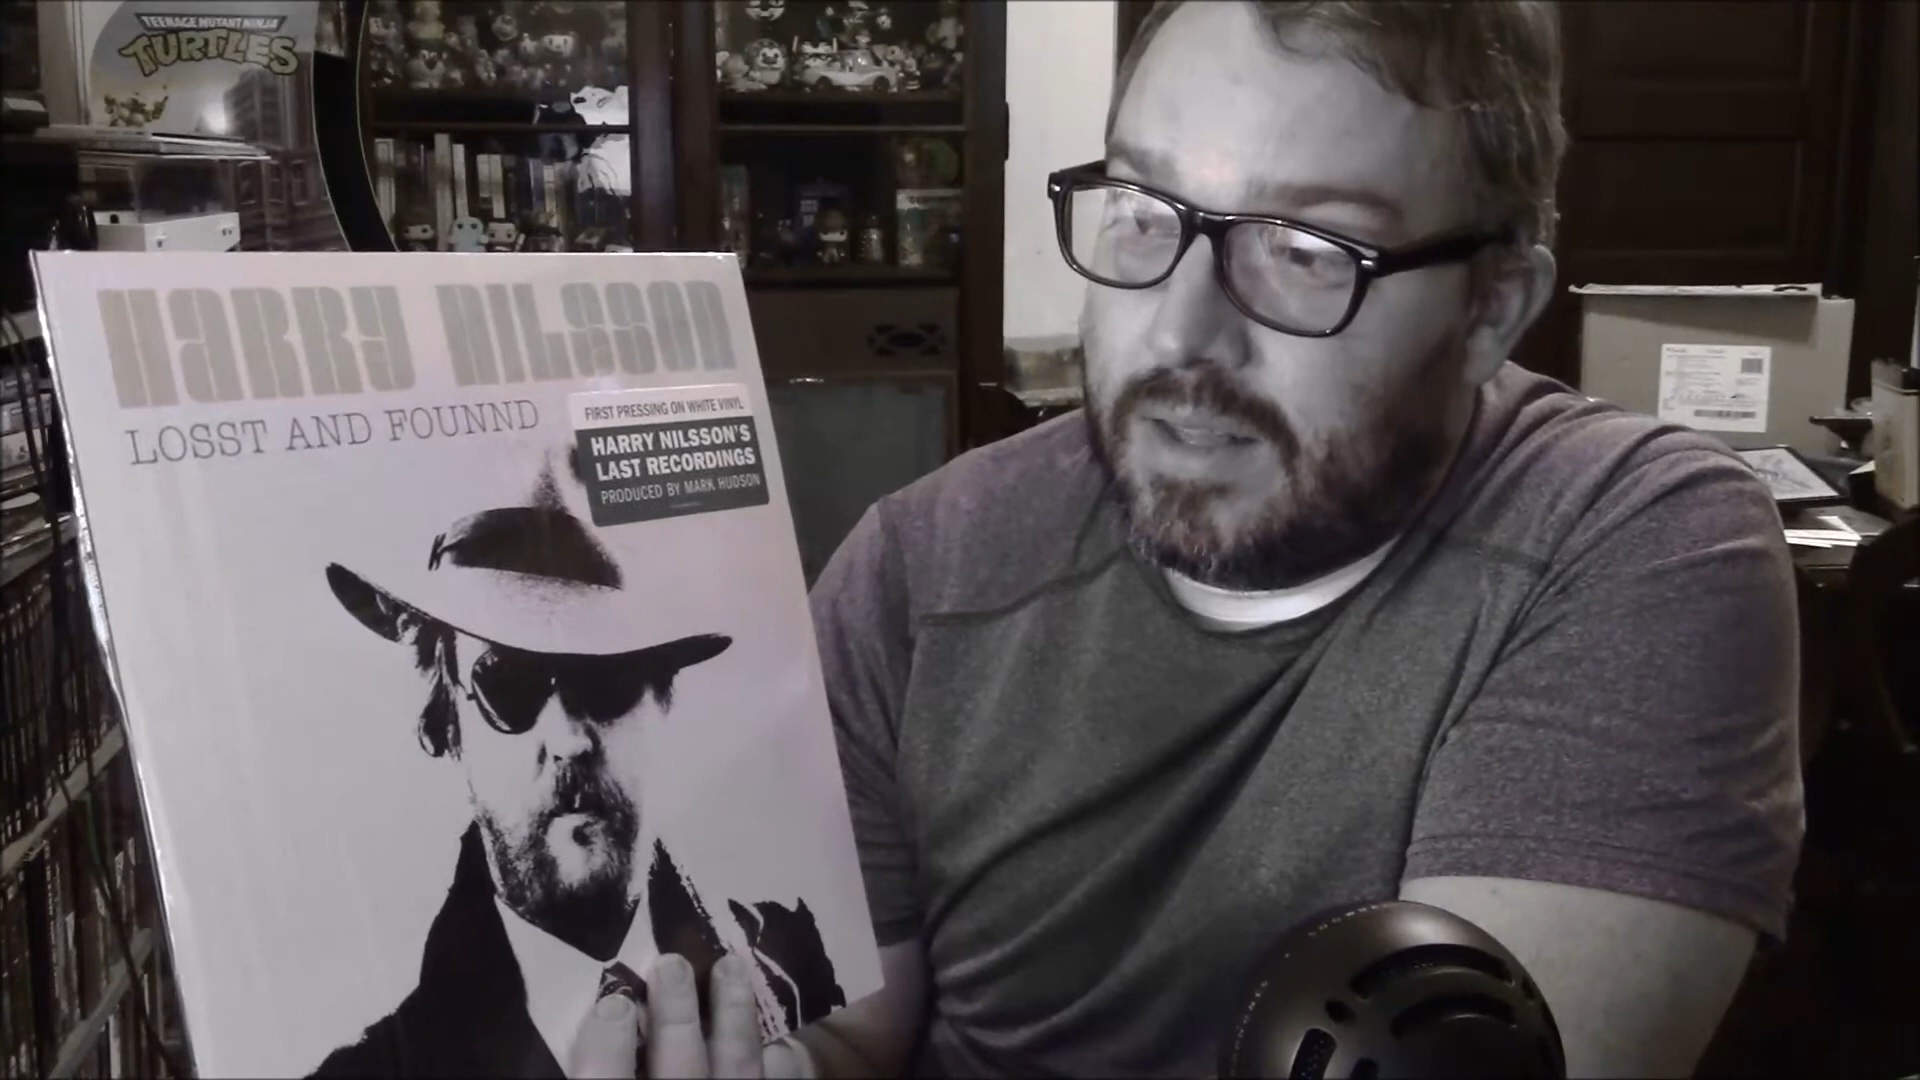 TEENAGE MUTANT NINJA
TURTLES
HARRY NILSSON
LOSST AND FOUNND
FIRST PRESSING ON WHITE VINYL
HARRY NILSSON'S
LAST RECORDINGS
PRODUCED BY MARK HUDSON